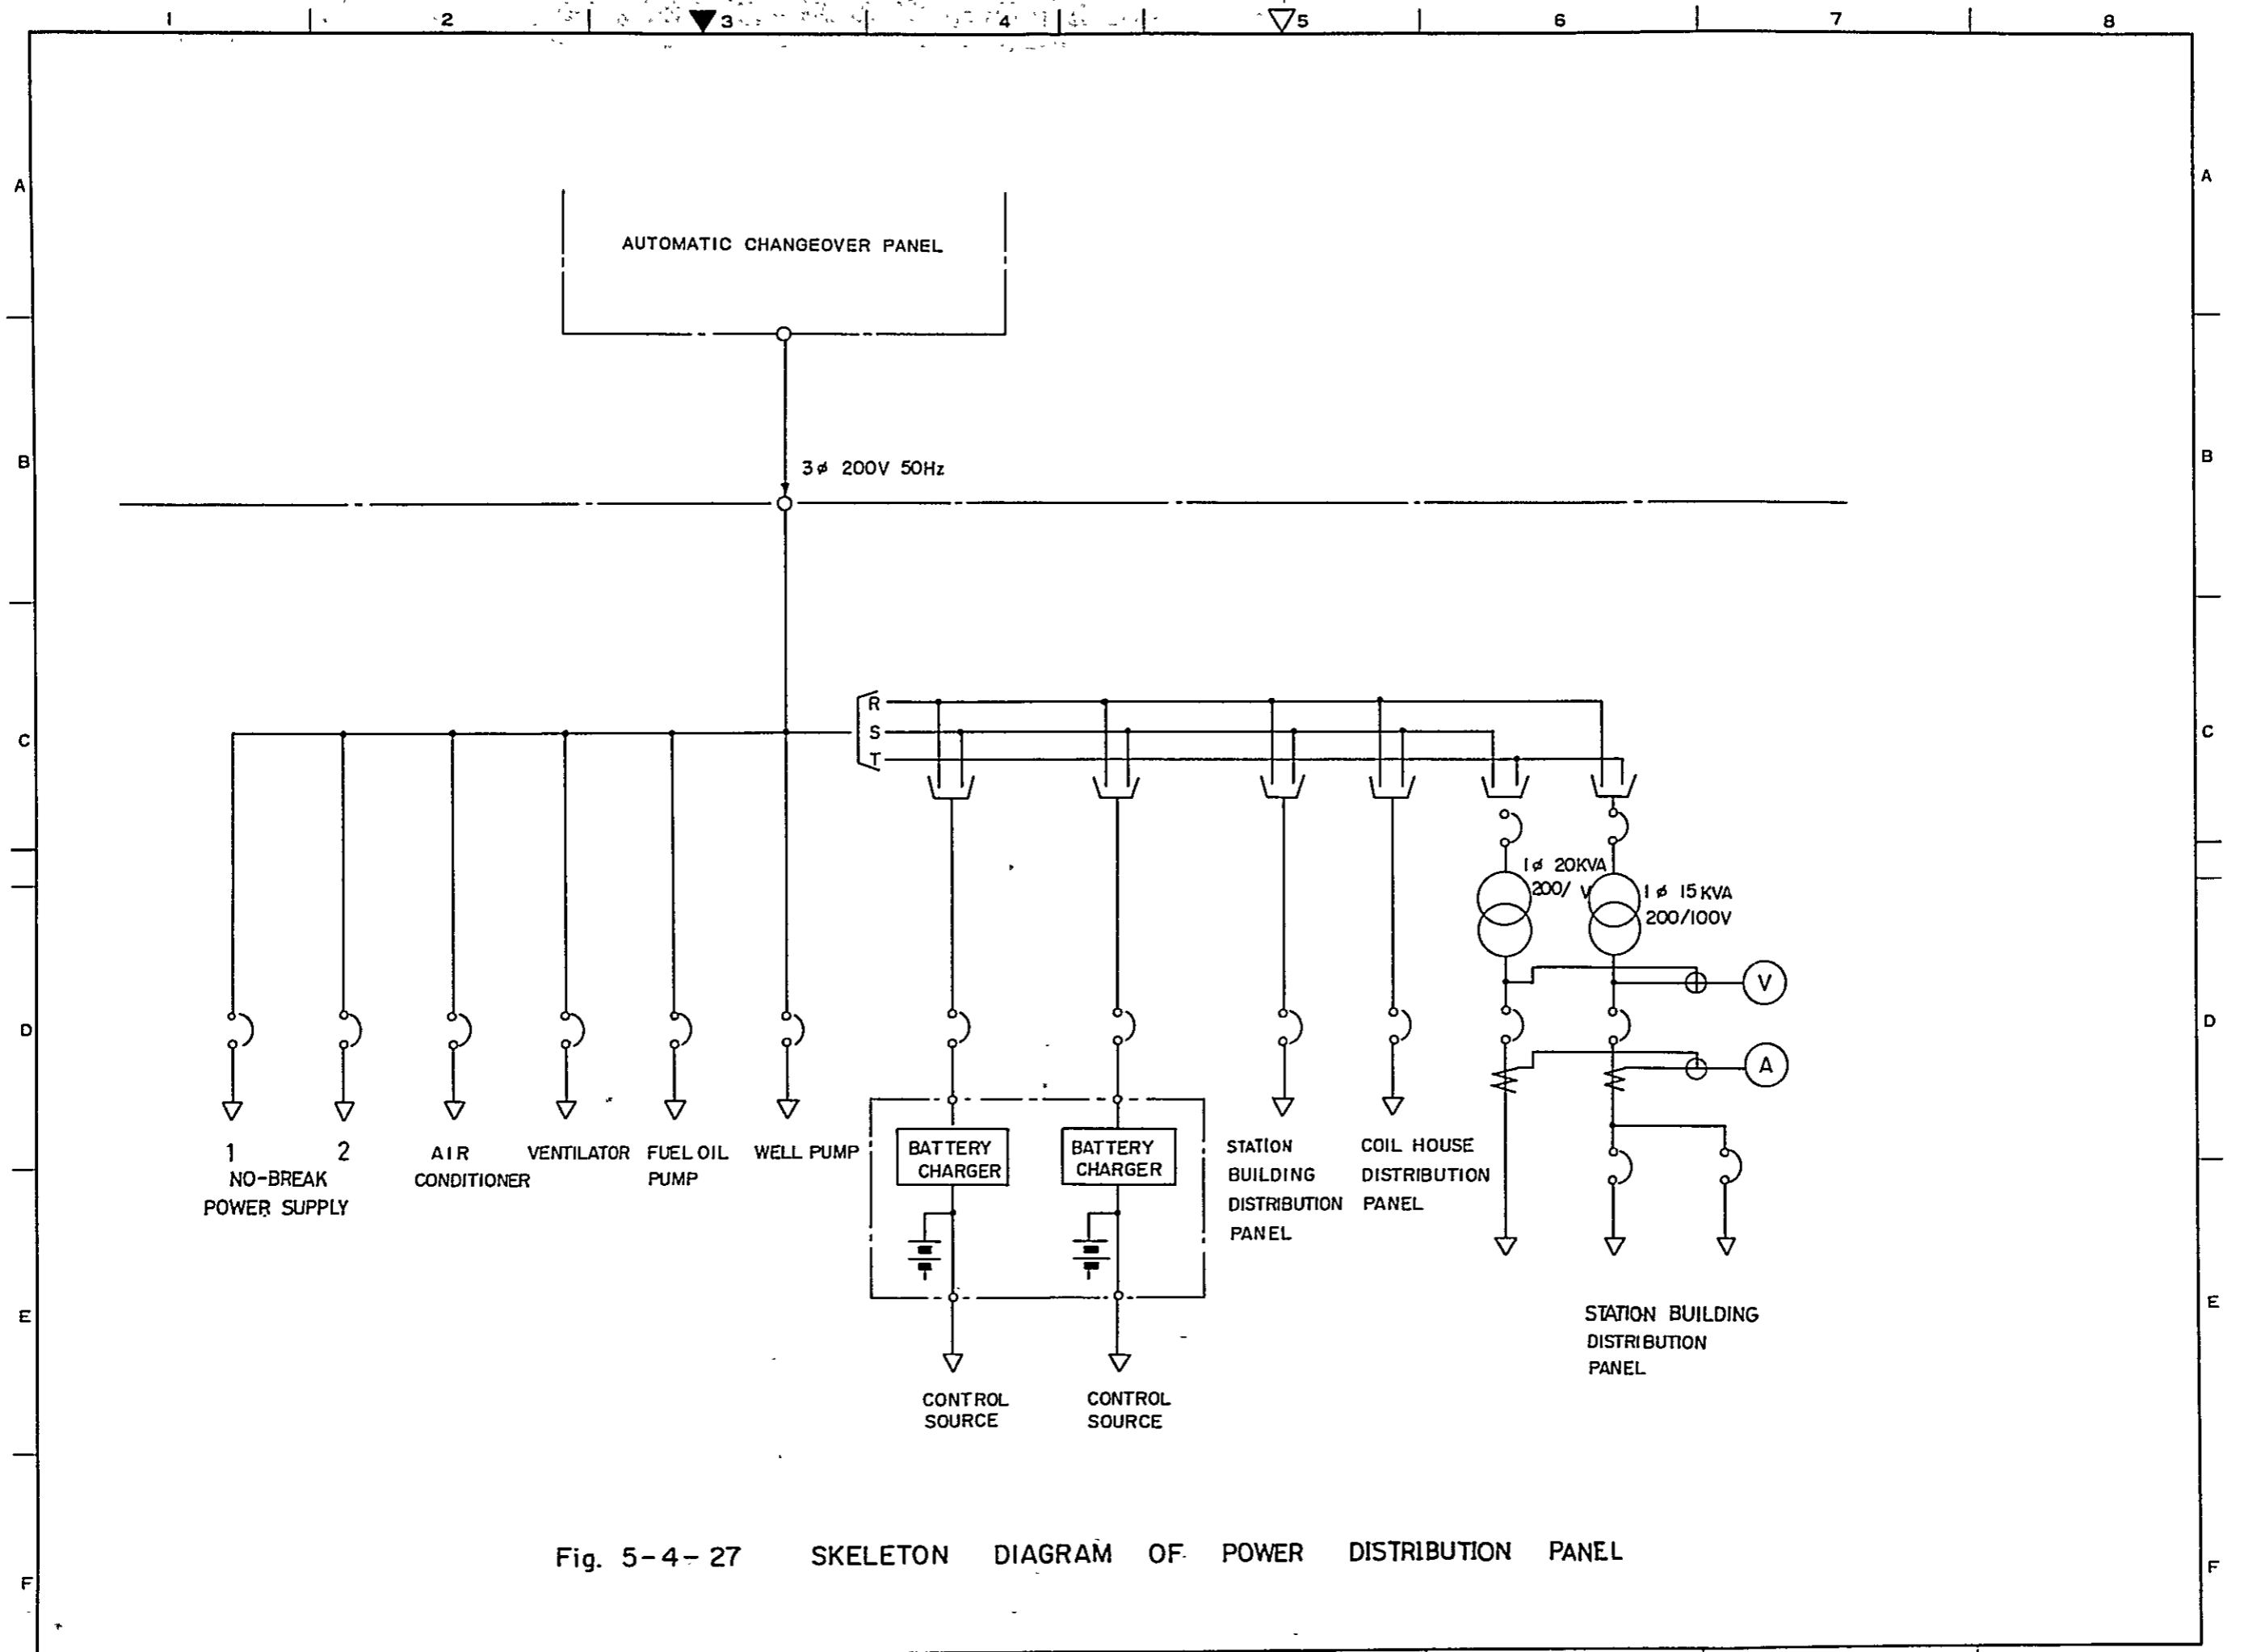 1 2 3 4 5 6 7 8
A A
AUTOMATIC CHANGEOVER PANEL
B B
3ø 200V 50Hz
R
C S C
T
1ø 20KVA
200/ V
1ø 15KVA
200/100V
V
D D
A
1 2
NO-BREAK
POWER SUPPLY
AIR
CONDITIONER
VENTILATOR
FUEL OIL
PUMP
WELL PUMP
BATTERY
CHARGER
BATTERY
CHARGER
STATION
BUILDING
DISTRIBUTION
PANEL
COIL HOUSE
DISTRIBUTION
PANEL
E E
STATION BUILDING
DISTRIBUTION
PANEL
CONTROL
SOURCE
CONTROL
SOURCE
Fig. 5-4-27 SKELETON DIAGRAM OF POWER DISTRIBUTION PANEL
F F